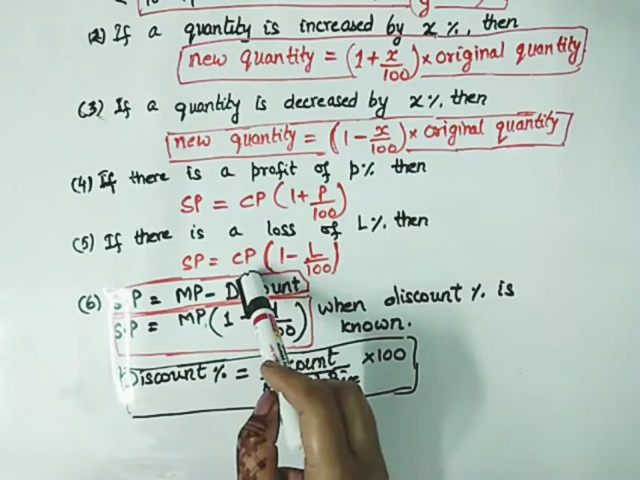 (2) If a quantity is increased by x %, then
new quantity = (1 + x/100) × original quantity
(3) If a quantity is decreased by x % then
new quantity = (1 - x/100) × original quantity
(4) If there is a profit of p% then
SP = CP (1 + P/100)
(5) If there is a loss of L% then
SP = CP (1 - L/100)
(6) S.P = MP -
S.P = MP (1 - when discount % is
known.
Discount % = × 100